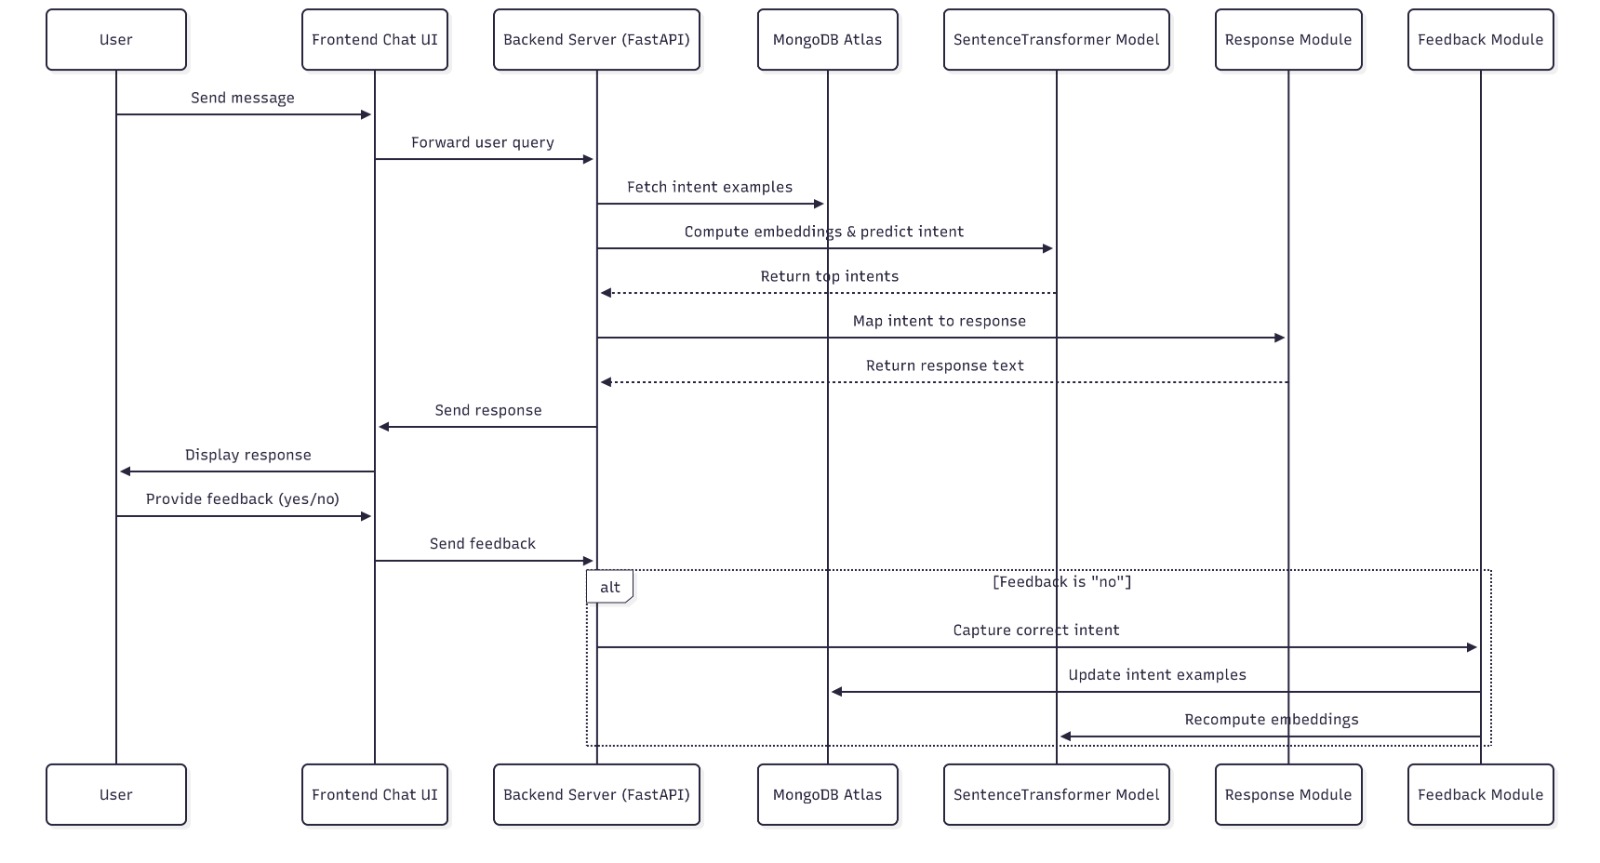 User
Frontend Chat UI
Backend Server (FastAPI)
MongoDB Atlas
SentenceTransformer Model
Response Module
Feedback Module
Send message
Forward user query
Fetch intent examples
Compute embeddings & predict intent
Return top intents
Map intent to response
Return response text
Send response
Display response
Provide feedback (yes/no)
Send feedback
alt
[Feedback is "no"]
Capture correct intent
Update intent examples
Recompute embeddings
User
Frontend Chat UI
Backend Server (FastAPI)
MongoDB Atlas
SentenceTransformer Model
Response Module
Feedback Module